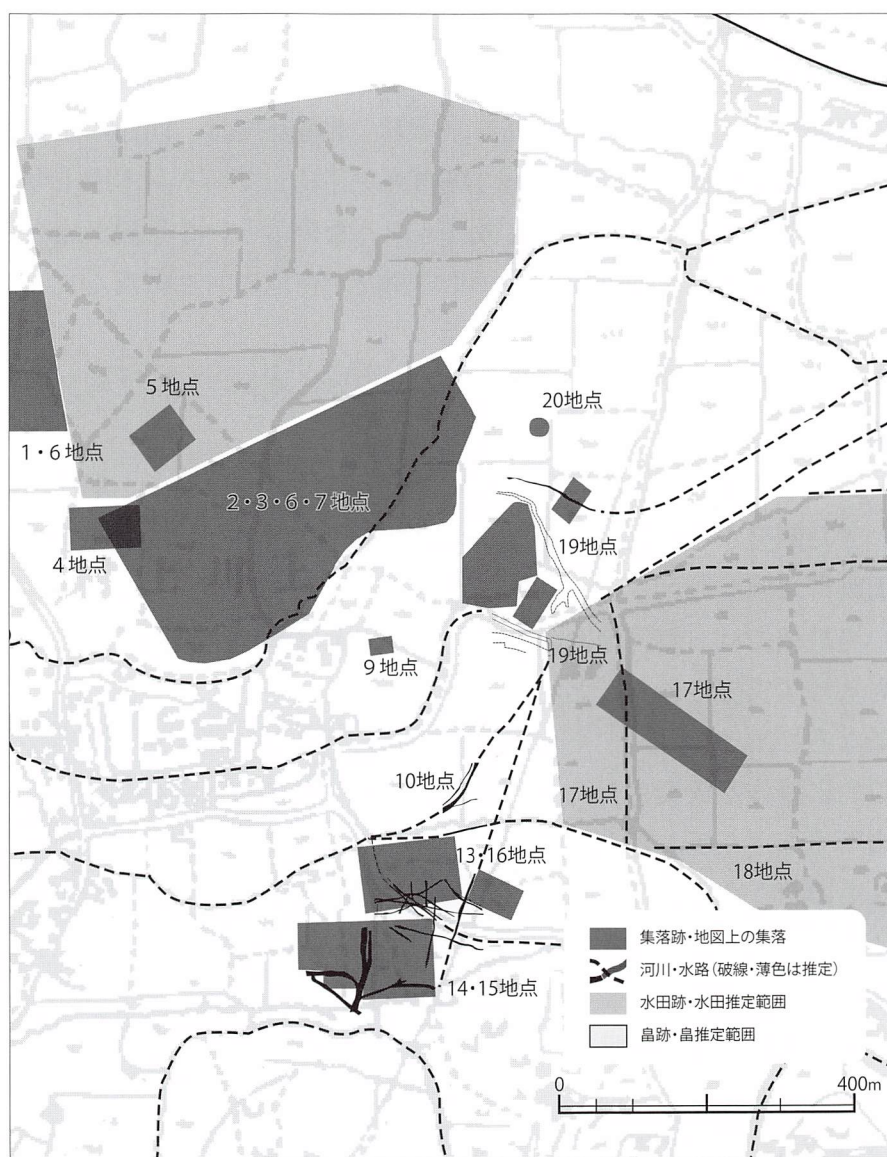 5地点
20地点
1・6地点
2・3・6・7地点
4地点
19地点
9地点
19地点
17地点
10地点
17地点
13・16地点
18地点
14・15地点
集落跡・地図上の集落
河川・水路（破線・薄色は推定）
水田跡・水田推定範囲
畠跡・畠推定範囲
0
400m